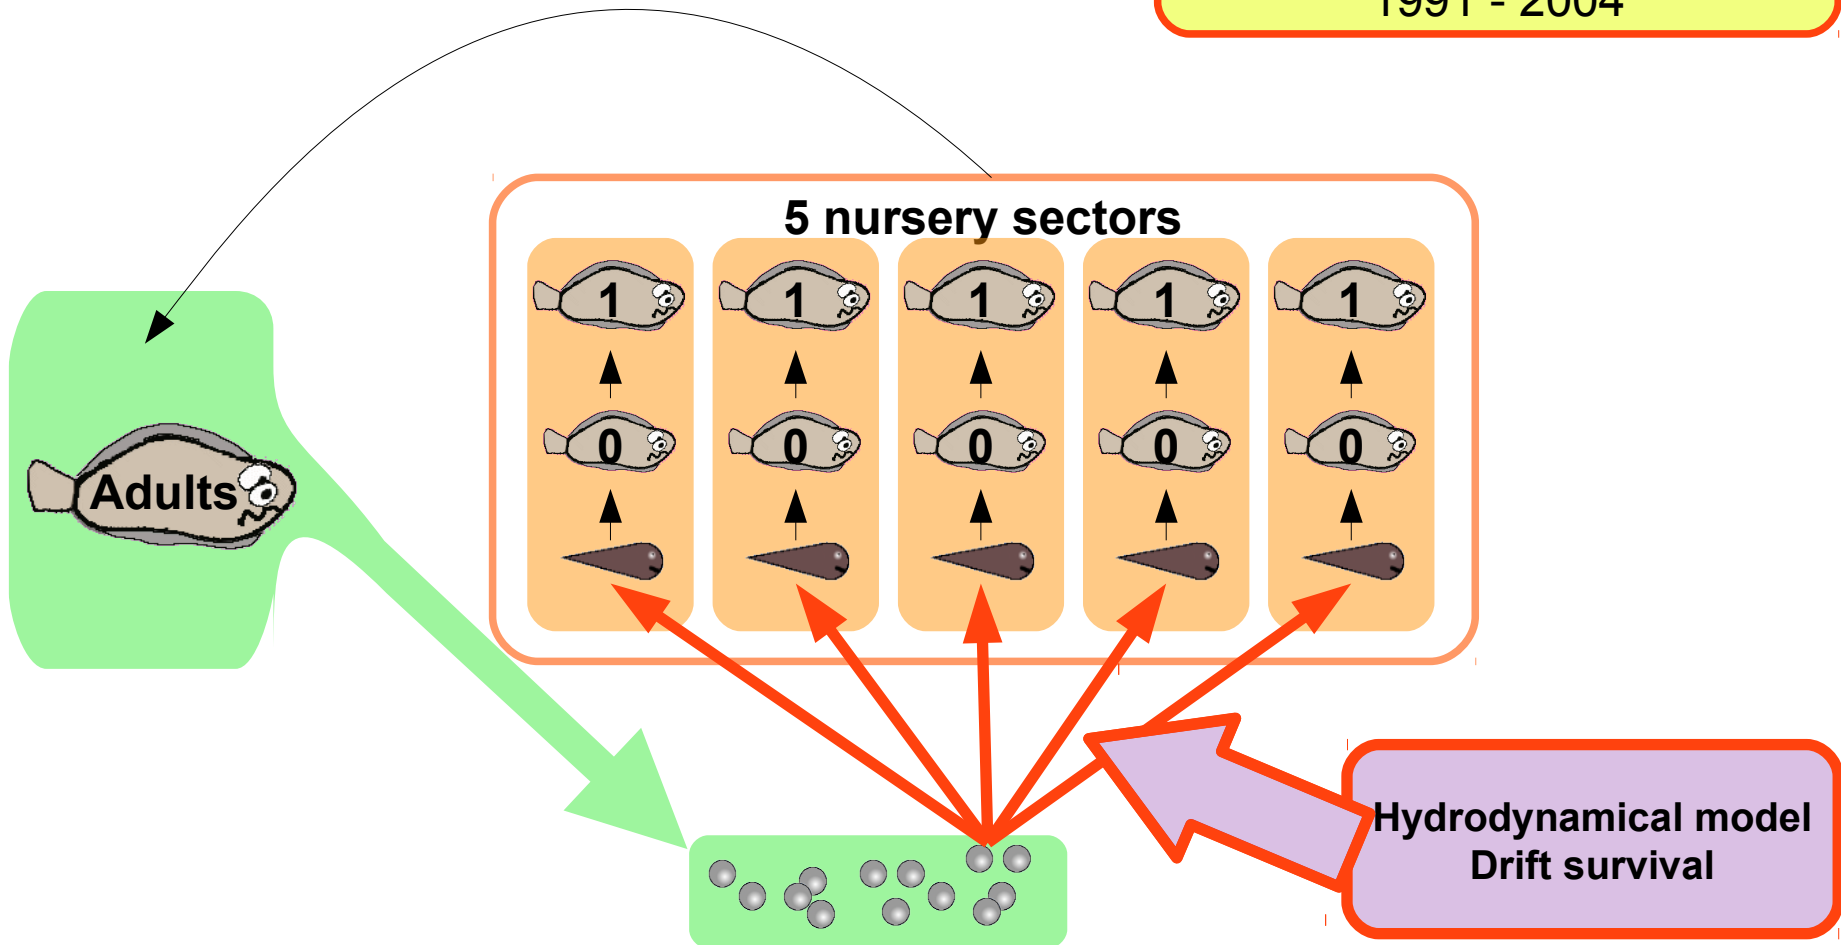 1991 - 2004
5 nursery sectors
1 1 1 1 1
0 0 0 0 0
Adults
Hydrodynamical model
Drift survival